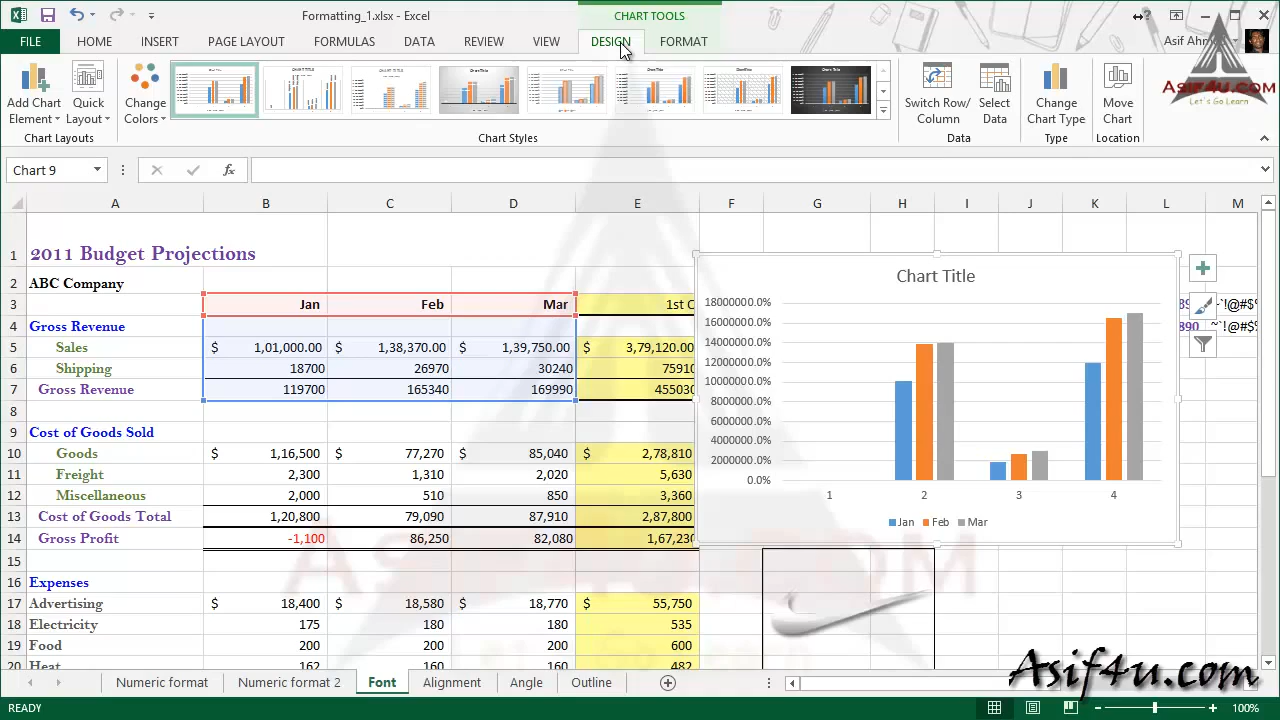 Formatting_1.xlsx - Excel
CHART TOOLS
FILE HOME INSERT PAGE LAYOUT FORMULAS DATA REVIEW VIEW DESIGN FORMAT
Asif Ahm
Add Chart Element Quick Layout Change Colors Switch Row/ Column Select Data Change Chart Type Move Chart
Chart Layouts Chart Styles Data Type Location
Asif4U.COM
Let's Go Learn
Chart 9 fx
A B C D E F G H I J K L M
1 2011 Budget Projections
2 ABC Company
3 Jan Feb Mar 1st
4 Gross Revenue
5 Sales $ 1,01,000.00 $ 1,38,370.00 $ 1,39,750.00 $ 3,79,120.00
6 Shipping 18700 26970 30240 75910
7 Gross Revenue 119700 165340 169990 455030
8
9 Cost of Goods Sold
10 Goods $ 1,16,500 $ 77,270 $ 85,040 $ 2,78,810
11 Freight 2,300 1,310 2,020 5,630
12 Miscellaneous 2,000 510 850 3,360
13 Cost of Goods Total 1,20,800 79,090 87,910 2,87,800
14 Gross Profit -1,100 86,250 82,080 1,67,230
15
16 Expenses
17 Advertising $ 18,400 $ 18,580 $ 18,770 $ 55,750
18 Electricity 175 180 180 535
19 Food 200 200 200 600
20 Heat 162 160 160 482
Chart Title
18000000.0%
16000000.0%
14000000.0%
12000000.0%
10000000.0%
8000000.0%
6000000.0%
4000000.0%
2000000.0%
0.0%
1 2 3 4
Jan Feb Mar
890 ~`!@#$%
Numeric format Numeric format 2 Font Alignment Angle Outline
Asif4u.com
READY 100%